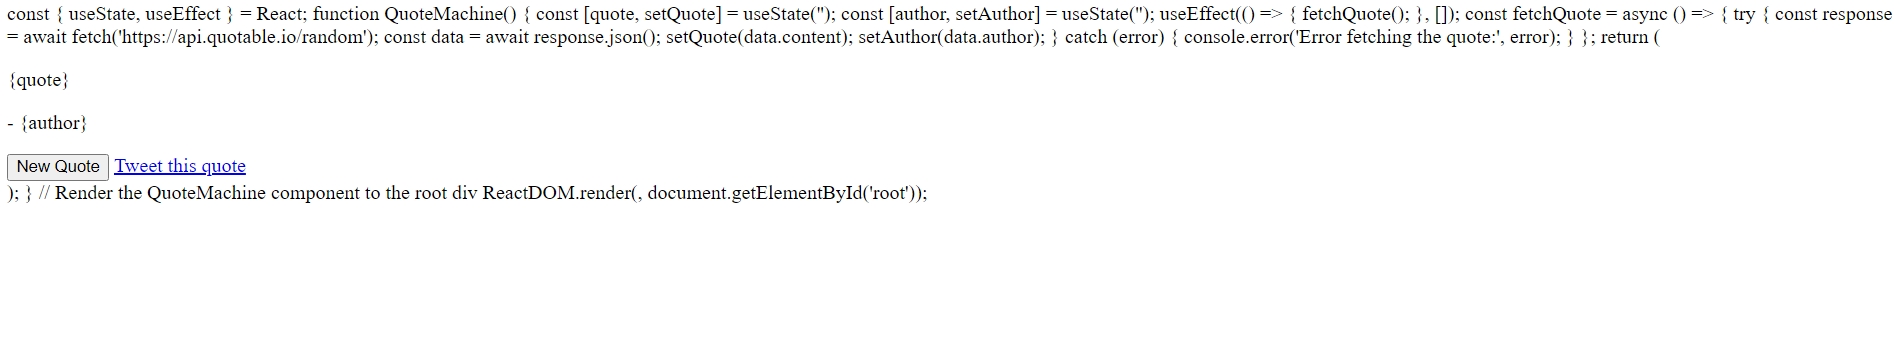 const { useState, useEffect } = React; function QuoteMachine() { const [quote, setQuote] = useState(''); const [author, setAuthor] = useState(''); useEffect(() => { fetchQuote(); }, []); const fetchQuote = async () => { try { const response
= await fetch('https://api.quotable.io/random'); const data = await response.json(); setQuote(data.content); setAuthor(data.author); } catch (error) { console.error('Error fetching the quote:', error); } }; return (
{quote}
- {author}
New Quote Tweet this quote
); } // Render the QuoteMachine component to the root div ReactDOM.render(, document.getElementById('root'));